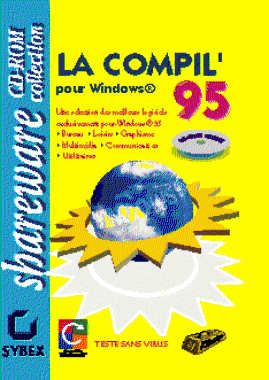 shareware
CD-ROM
collection
LA COMPIL'
pour Windows®
95
Une sélection des meilleurs logiciels
exclusivement pour Windows® 95
Bureau Loisirs Graphisme
Multimédia Communication
Utilitaires
SYBEX
TESTE SANS VIRUS